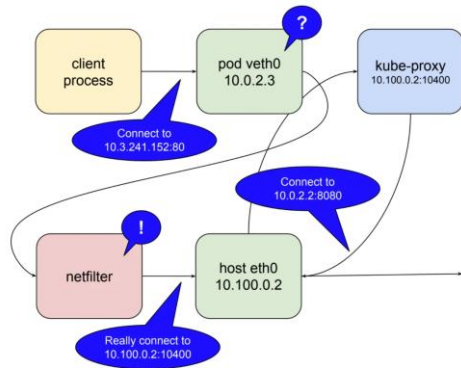 ?
client
process
pod veth0
10.0.2.3
kube-proxy
10.100.0.2:10400
Connect to
10.3.241.152:80
Connect to
10.0.2.2:8080
!
netfilter
host eth0
10.100.0.2
Really connect to
10.100.0.2:10400